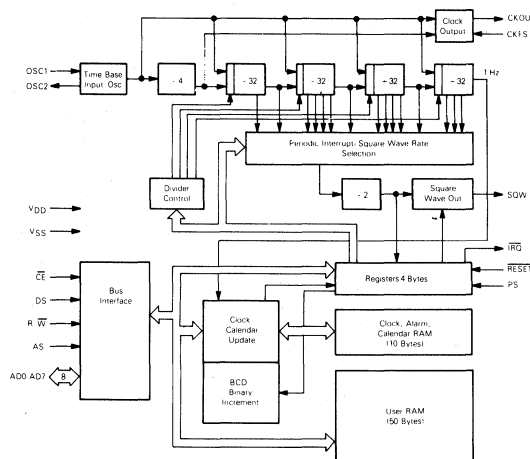 Clock
Output
CKOUT
CKFS
OSC1
OSC2
Time Base
Input Osc
÷ 4
÷ 32
÷ 32
÷ 32
÷ 32
1 Hz
Periodic Interrupt/Square Wave Rate
Selection
Divider
Control
÷ 2
Square
Wave Out
SQW
VDD
VSS
IRQ
Registers 4 Bytes
RESET
PS
CE
DS
R W
AS
AD0-AD7
8
Bus
Interface
Clock
Calendar
Update
BCD
Binary
Increment
Clock, Alarm,
Calendar RAM
(10 Bytes)
User RAM
(50 Bytes)